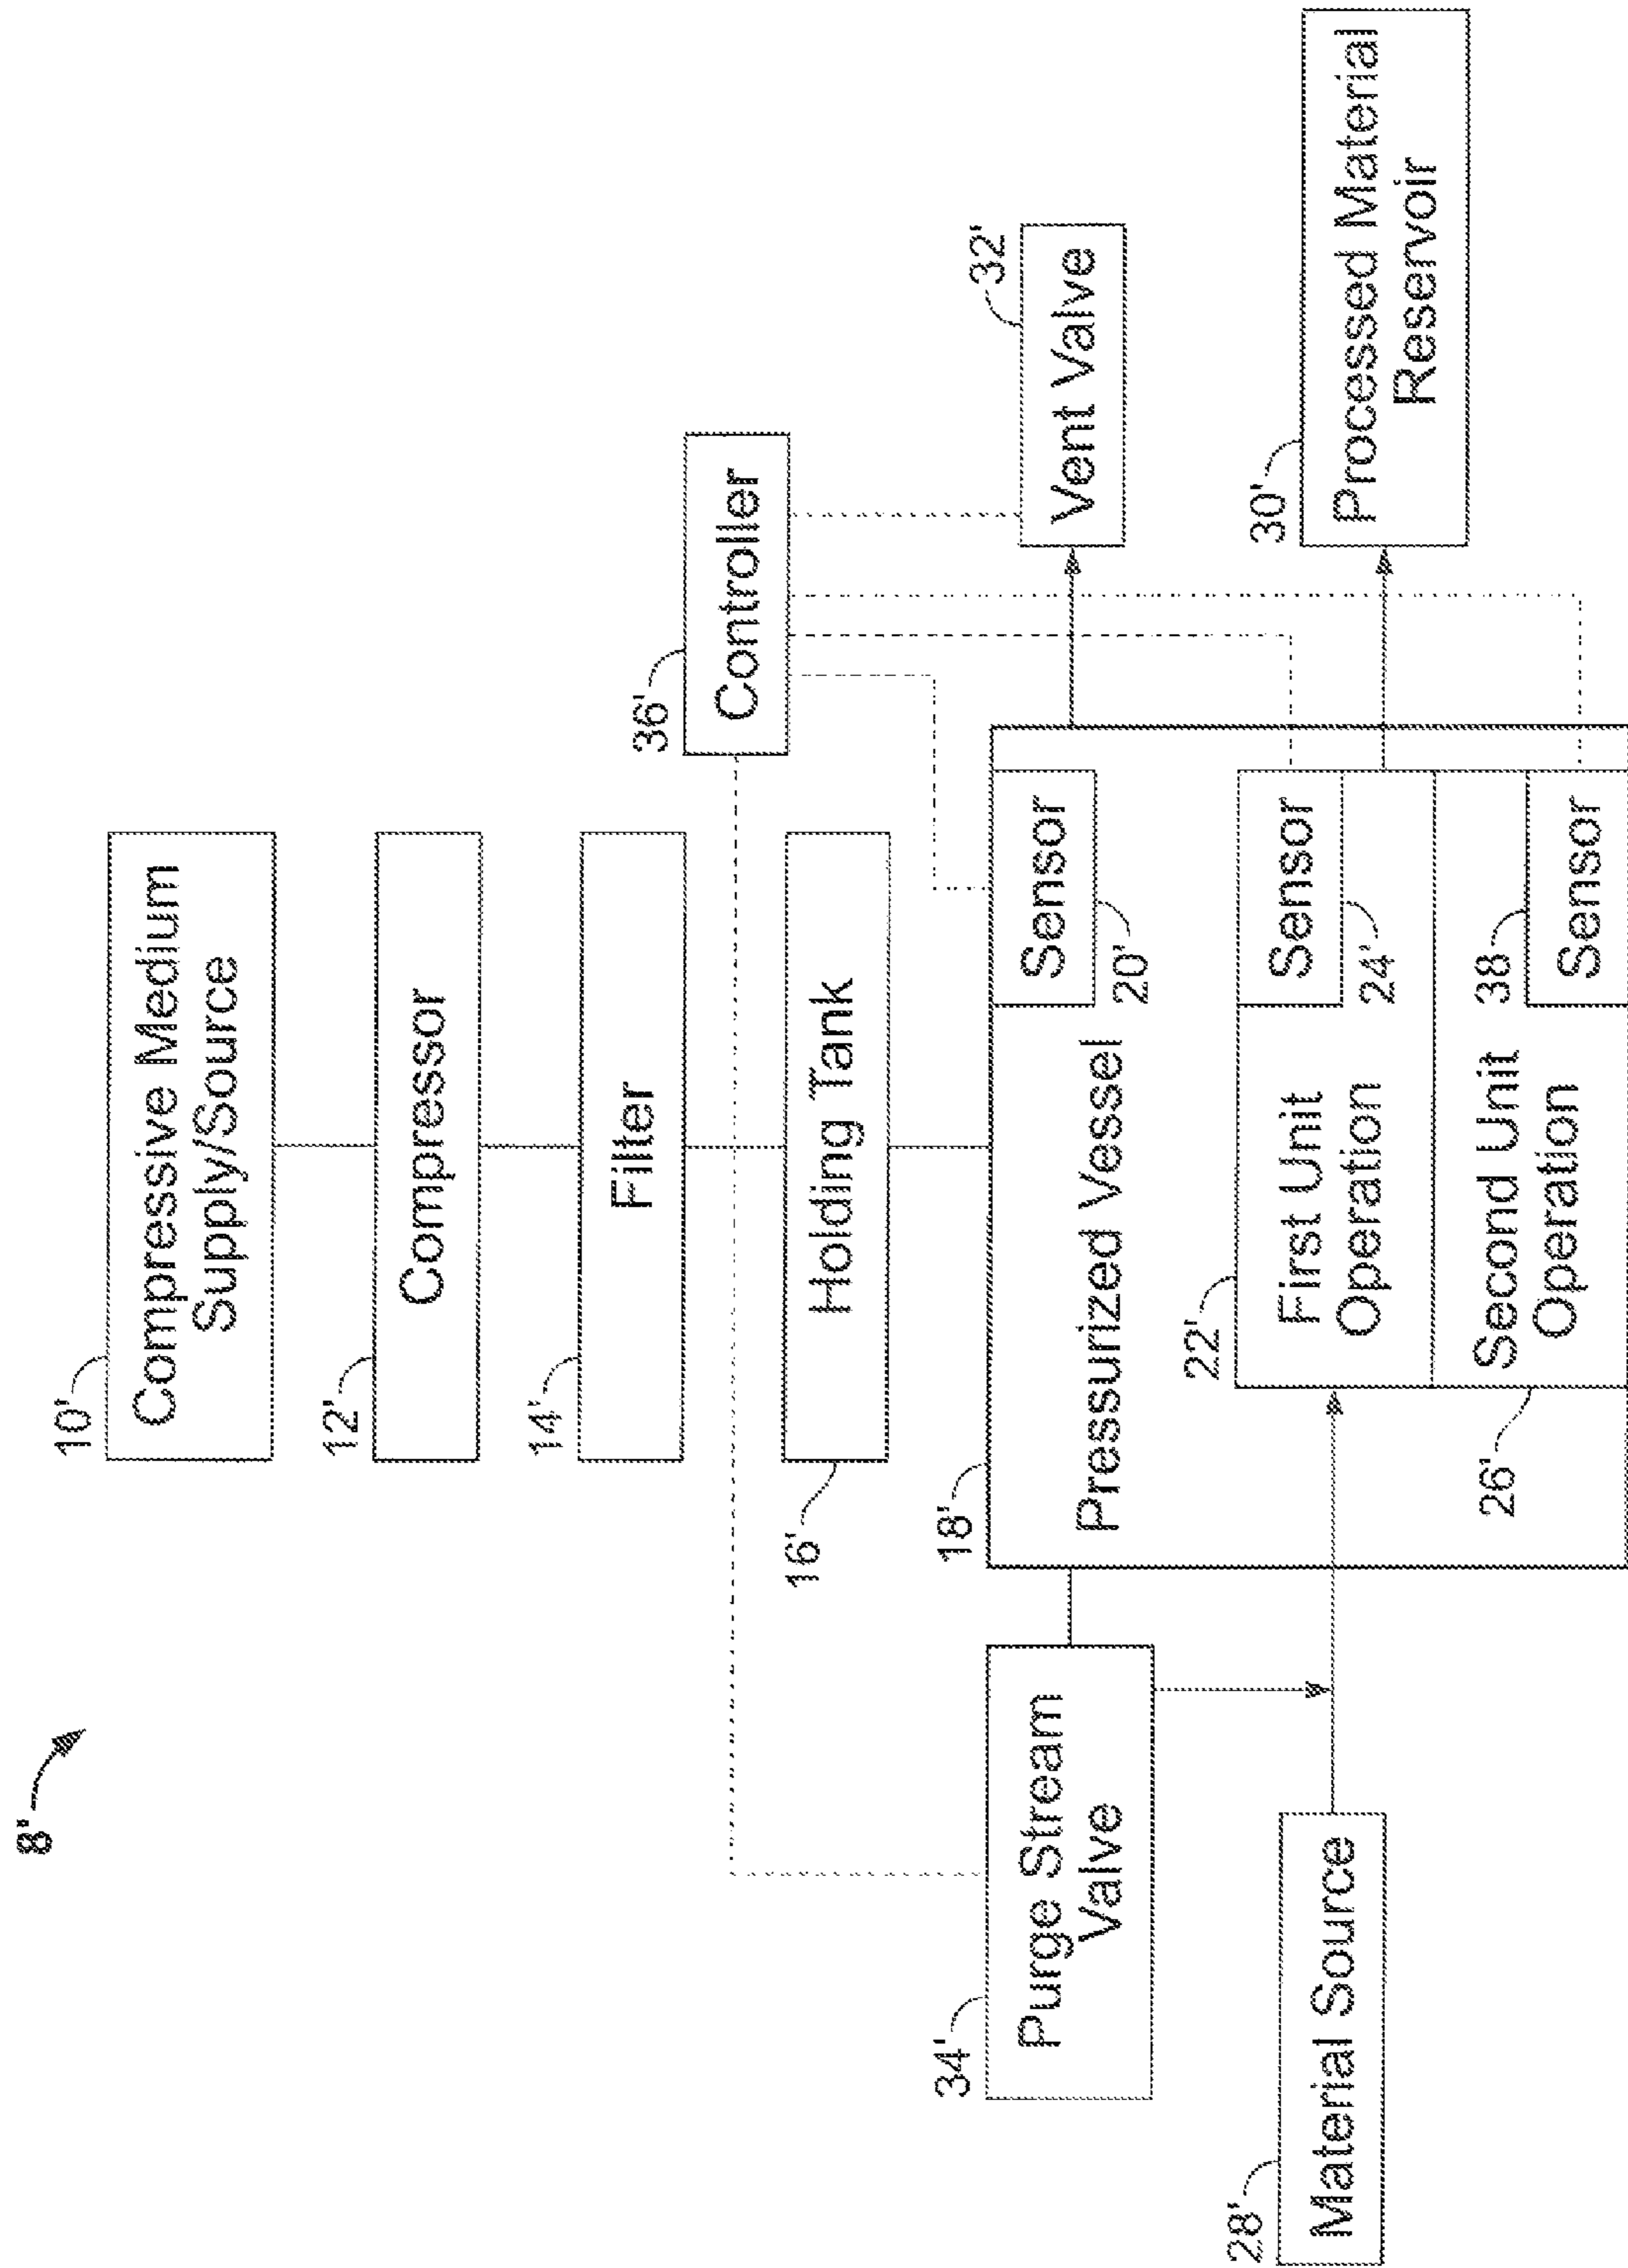 8'
10'
Compressive Medium
Supply/Source
12'
Compressor
14'
Filter
36'
Controller
16'
Holding Tank
18'
Pressurized Vessel
Sensor
20'
32'
Vent Valve
34'
Purge Stream
Valve
22'
First Unit
Operation
Sensor
24'
30'
Processed Material
Reservoir
28'
Material Source
26'
Second Unit
Operation
38
Sensor